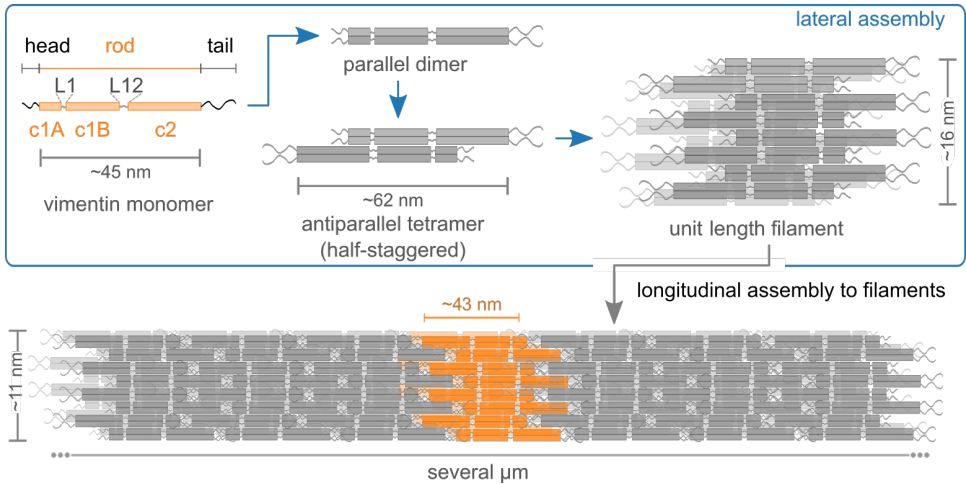 lateral assembly
head rod tail
L1 L12
c1A c1B c2
~45 nm
vimentin monomer
parallel dimer
~62 nm
antiparallel tetramer
(half-staggered)
~16 nm
unit length filament
longitudinal assembly to filaments
~43 nm
~11 nm
several µm